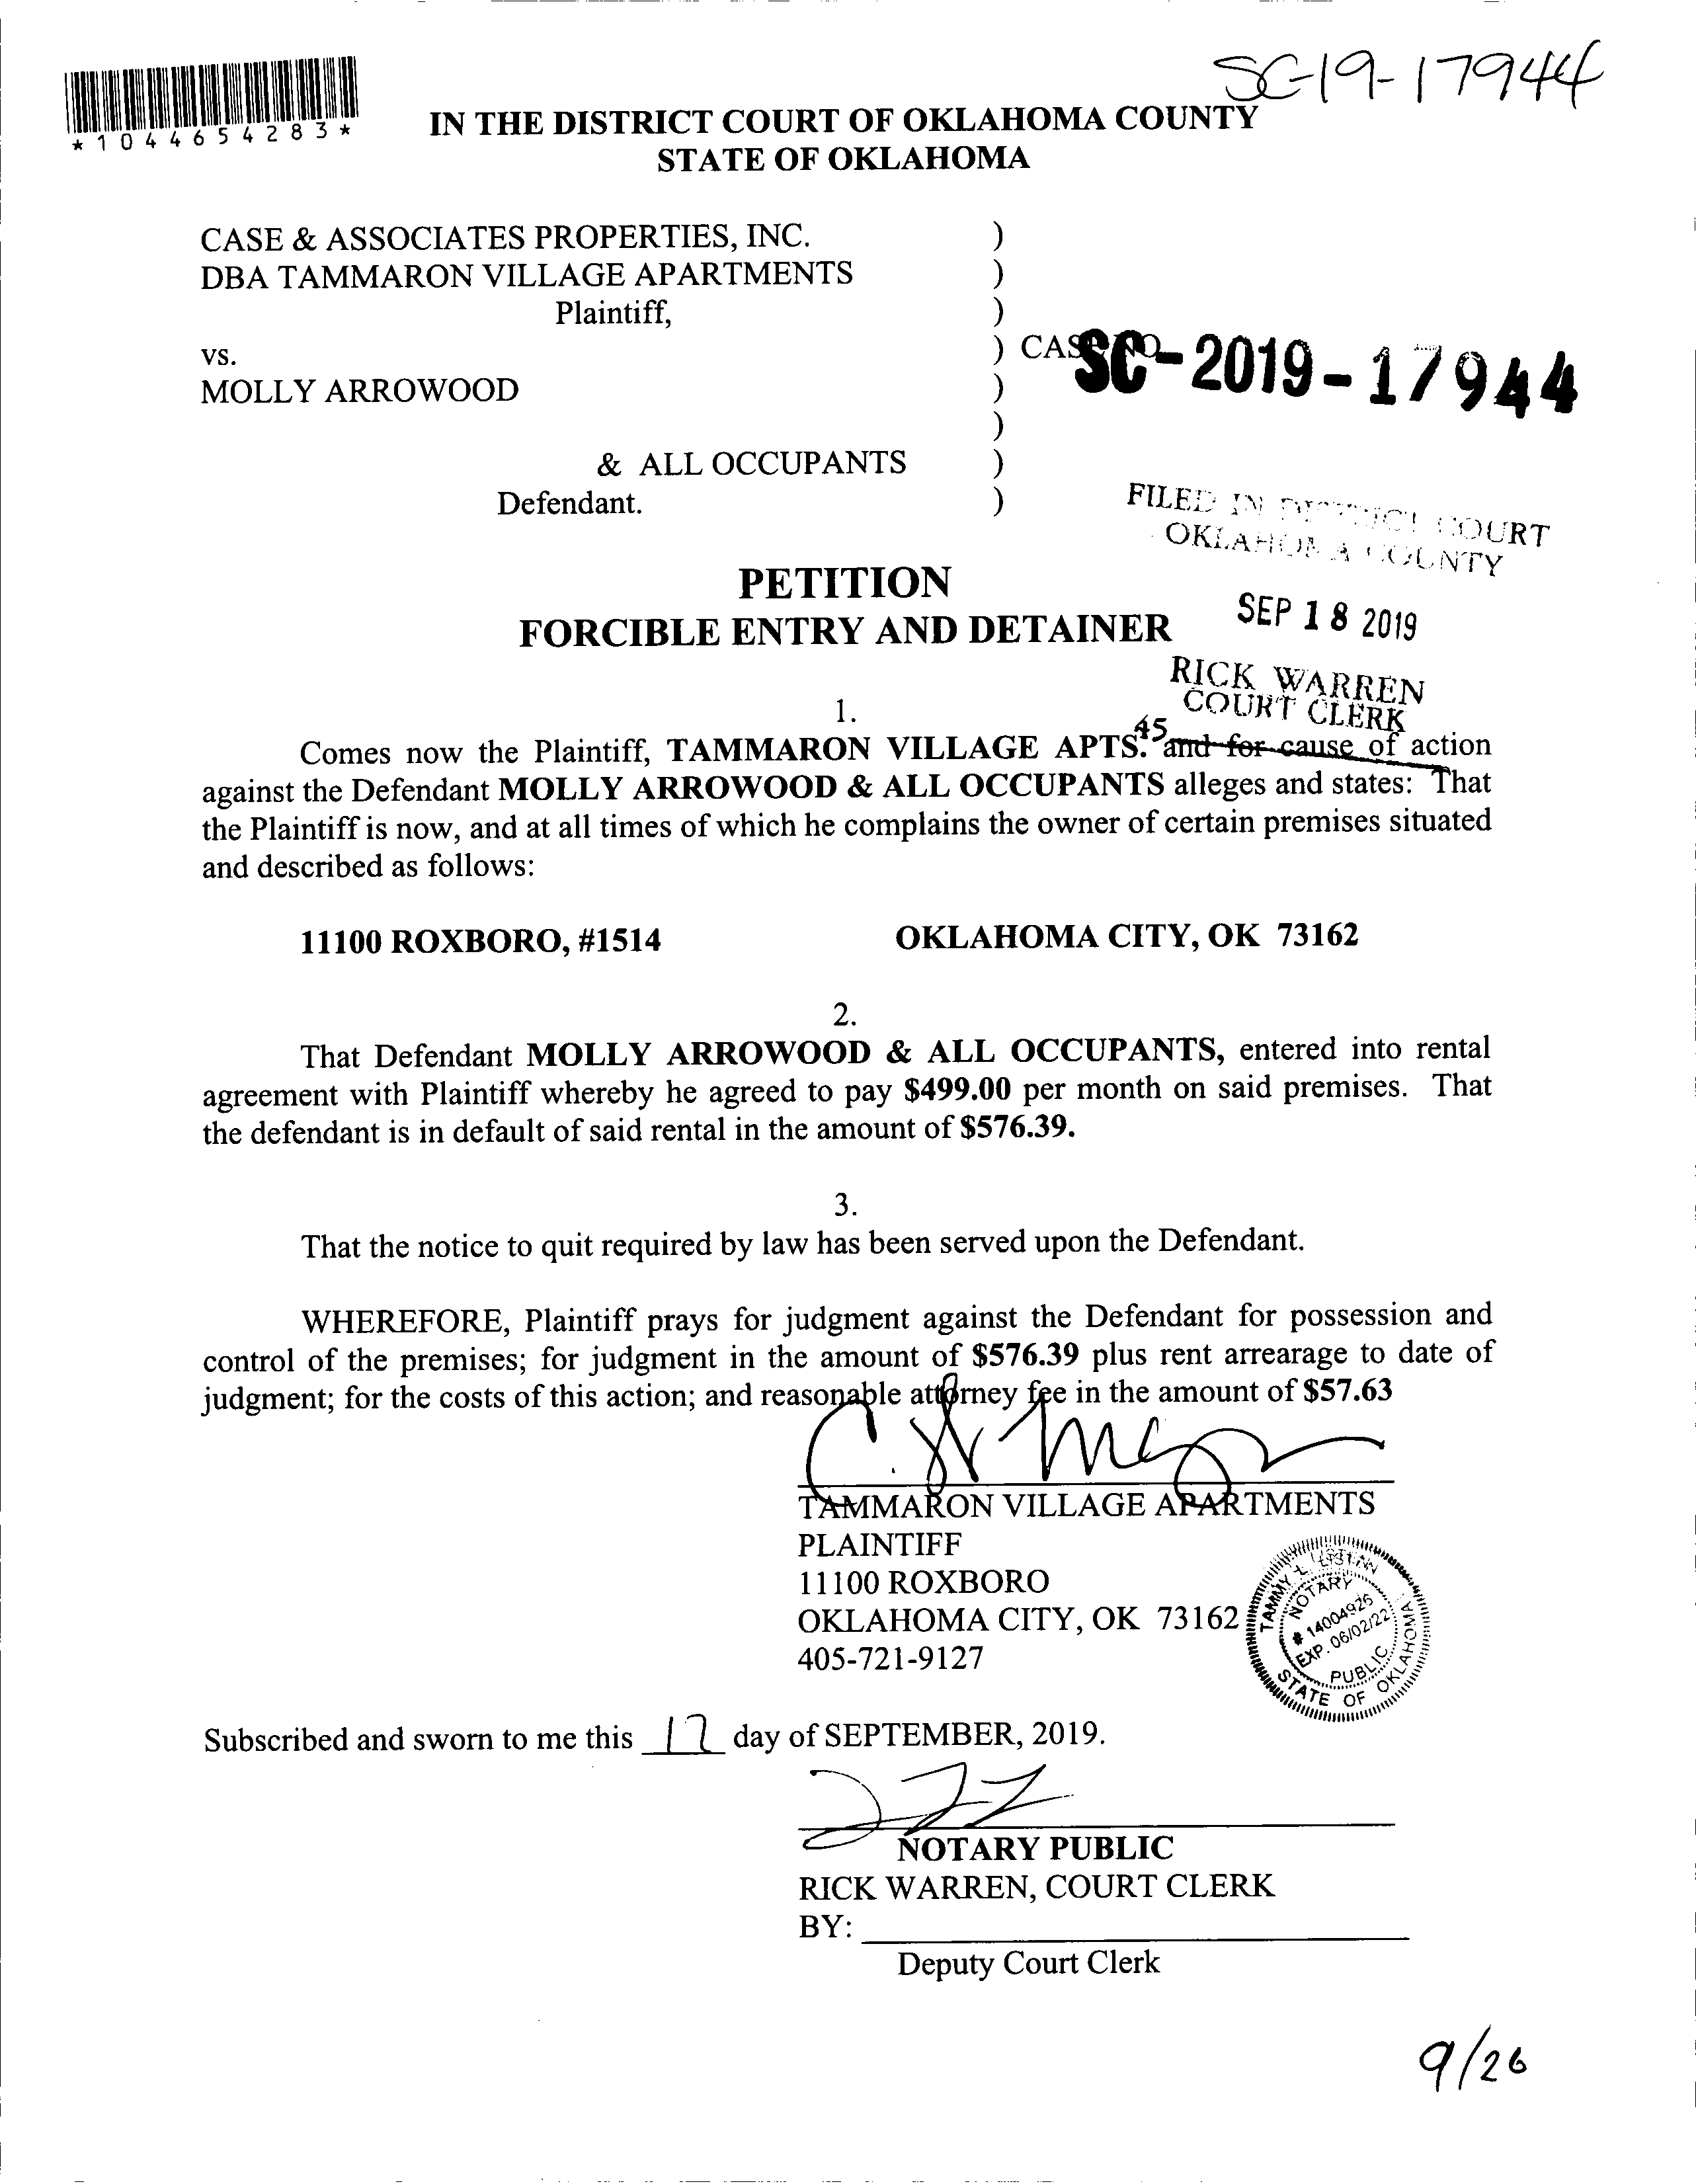 SC-19-17944
*1044654283*
IN THE DISTRICT COURT OF OKLAHOMA COUNTY
STATE OF OKLAHOMA
CASE & ASSOCIATES PROPERTIES, INC. )
DBA TAMMARON VILLAGE APARTMENTS )
Plaintiff, )
vs. ) CASE NO. SC-2019-17944
MOLLY ARROWOOD )
)
& ALL OCCUPANTS )
Defendant. )
FILED IN DISTRICT COURT
OKLAHOMA COUNTY
PETITION
FORCIBLE ENTRY AND DETAINER
SEP 18 2019
RICK WARREN
COURT CLERK
45
1.
Comes now the Plaintiff, TAMMARON VILLAGE APTS. and for cause of action
against the Defendant MOLLY ARROWOOD & ALL OCCUPANTS alleges and states: That
the Plaintiff is now, and at all times of which he complains the owner of certain premises situated
and described as follows:
11100 ROXBORO, #1514 OKLAHOMA CITY, OK 73162
2.
That Defendant MOLLY ARROWOOD & ALL OCCUPANTS, entered into rental
agreement with Plaintiff whereby he agreed to pay $499.00 per month on said premises. That
the defendant is in default of said rental in the amount of $576.39.
3.
That the notice to quit required by law has been served upon the Defendant.
WHEREFORE, Plaintiff prays for judgment against the Defendant for possession and
control of the premises; for judgment in the amount of $576.39 plus rent arrearage to date of
judgment; for the costs of this action; and reasonable attorney fee in the amount of $57.63
TAMMARON VILLAGE APARTMENTS
PLAINTIFF
11100 ROXBORO
OKLAHOMA CITY, OK 73162
405-721-9127
TAMMY L.
NOTARY
# 14004926
EXP. 06/02/22
PUBLIC
STATE OF OKLAHOMA
Subscribed and sworn to me this 17 day of SEPTEMBER, 2019.
NOTARY PUBLIC
RICK WARREN, COURT CLERK
BY:
Deputy Court Clerk
9/26